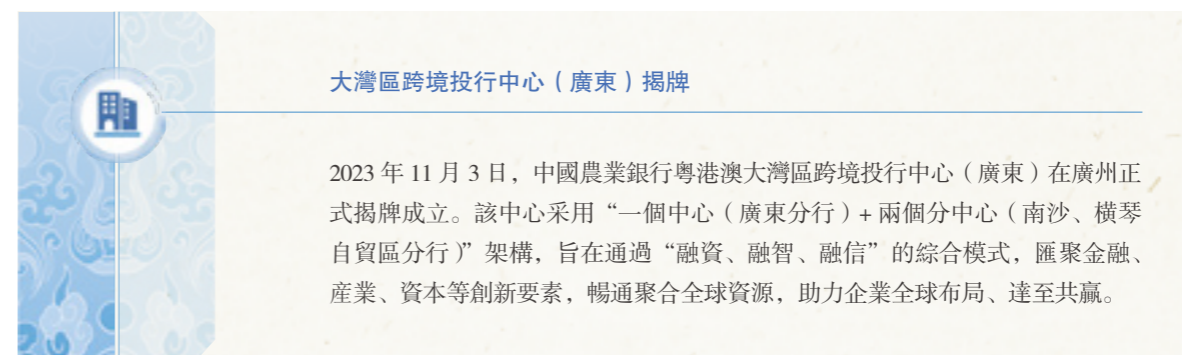 大灣區跨境投行中心（廣東）揭牌
2023 年 11 月 3 日，中國農業銀行粵港澳大灣區跨境投行中心（廣東）在廣州正
式揭牌成立。該中心采用“一個中心（廣東分行）+ 兩個分中心（南沙、橫琴
自貿區分行）”架構，旨在通過“融資、融智、融信”的綜合模式，匯聚金融、
産業、資本等創新要素，暢通聚合全球資源，助力企業全球布局、達至共贏。